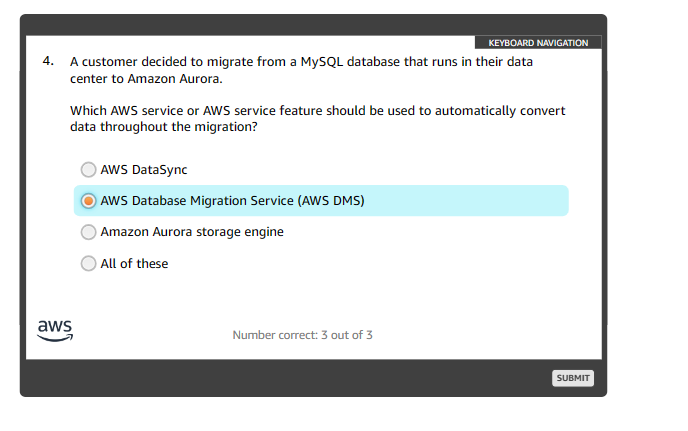 KEYBOARD NAVIGATION
4. A customer decided to migrate from a MySQL database that runs in their data
center to Amazon Aurora.
Which AWS service or AWS service feature should be used to automatically convert
data throughout the migration?
AWS DataSync
AWS Database Migration Service (AWS DMS)
Amazon Aurora storage engine
All of these
aws
Number correct: 3 out of 3
SUBMIT